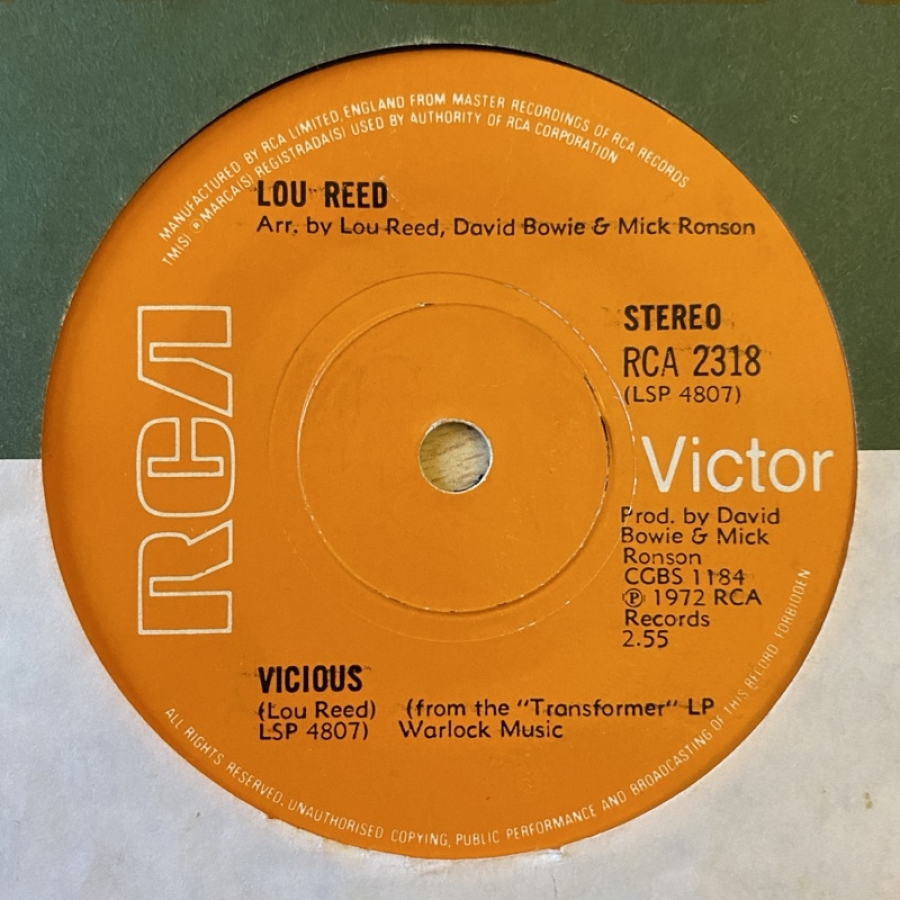 MANUFACTURED BY RCA LIMITED, ENGLAND FROM MASTER RECORDINGS OF RCA RECORDS
TM(S) ® MARCA(S) REGISTRADA(S) USED BY AUTHORITY OF RCA CORPORATION
LOU REED
Arr. by Lou Reed, David Bowie & Mick Ronson
RCA
STEREO
RCA 2318
(LSP 4807)
Victor
Prod. by David
Bowie & Mick
Ronson
CGBS 1184
℗ 1972 RCA
Records
2.55
VICIOUS
(Lou Reed) (from the "Transformer" LP
LSP 4807) Warlock Music
ALL RIGHTS RESERVED. UNAUTHORISED COPYING, PUBLIC PERFORMANCE AND BROADCASTING OF THIS RECORD FORBIDDEN